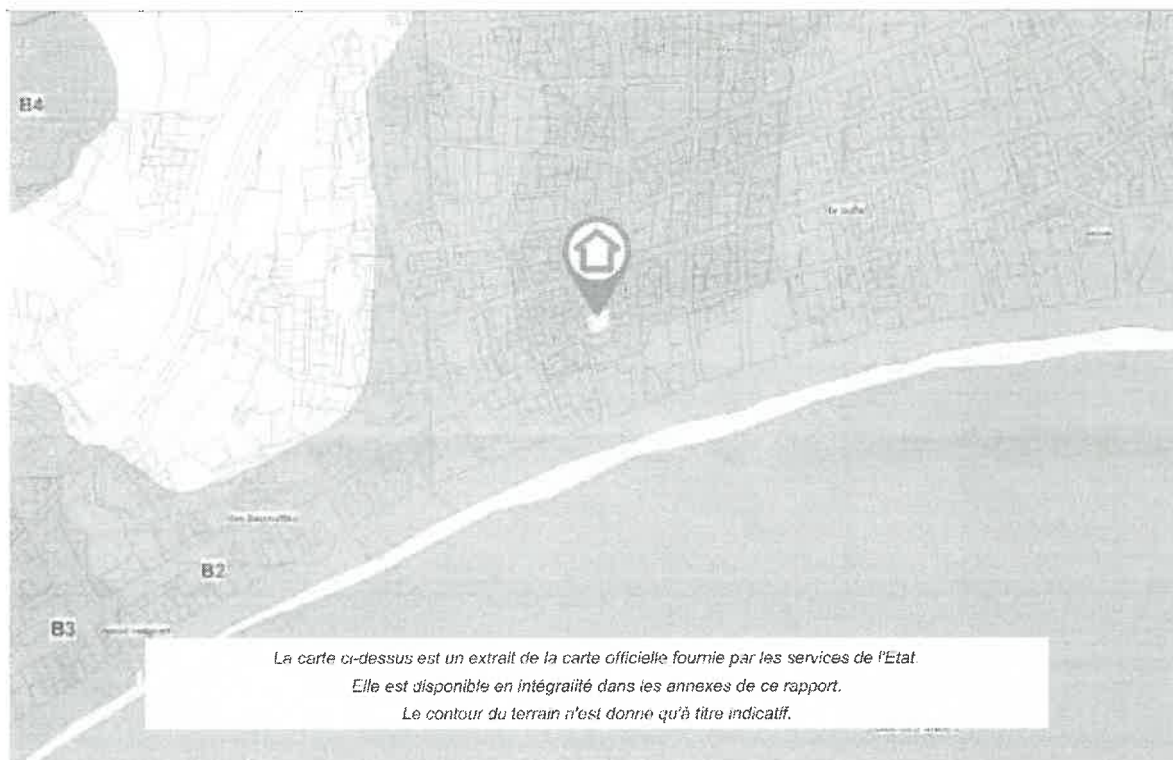 B4
B2
B3
La carte ci-dessus est un extrait de la carte officielle fournie par les services de l'Etat.
Elle est disponible en intégralité dans les annexes de ce rapport.
Le contour du terrain n'est donné qu'à titre indicatif.